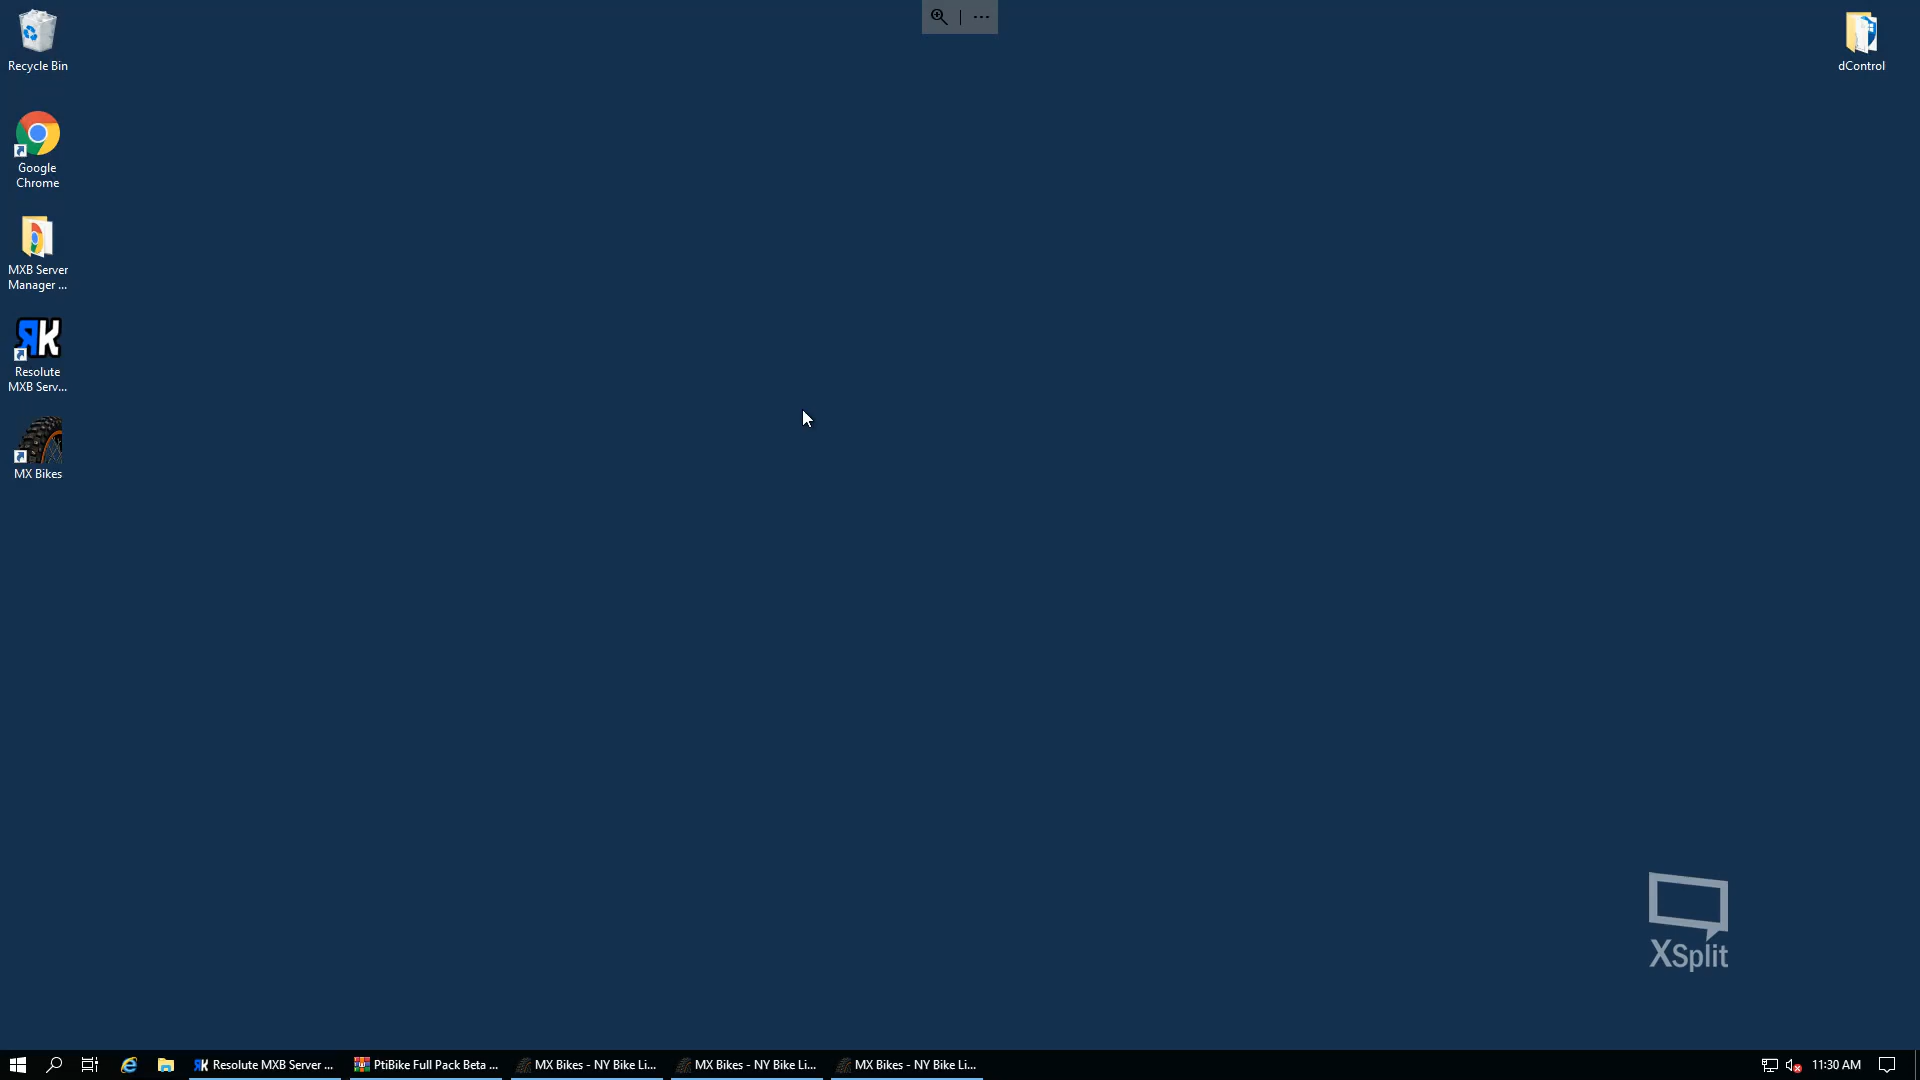 Recycle Bin
Google
Chrome
MXB Server
Manager ...
RK
Resolute
MXB Serv...
MX Bikes
dControl
XSplit
RK Resolute MXB Server ...
PtiBike Full Pack Beta ...
MX Bikes - NY Bike Li...
MX Bikes - NY Bike Li...
MX Bikes - NY Bike Li...
11:30 AM